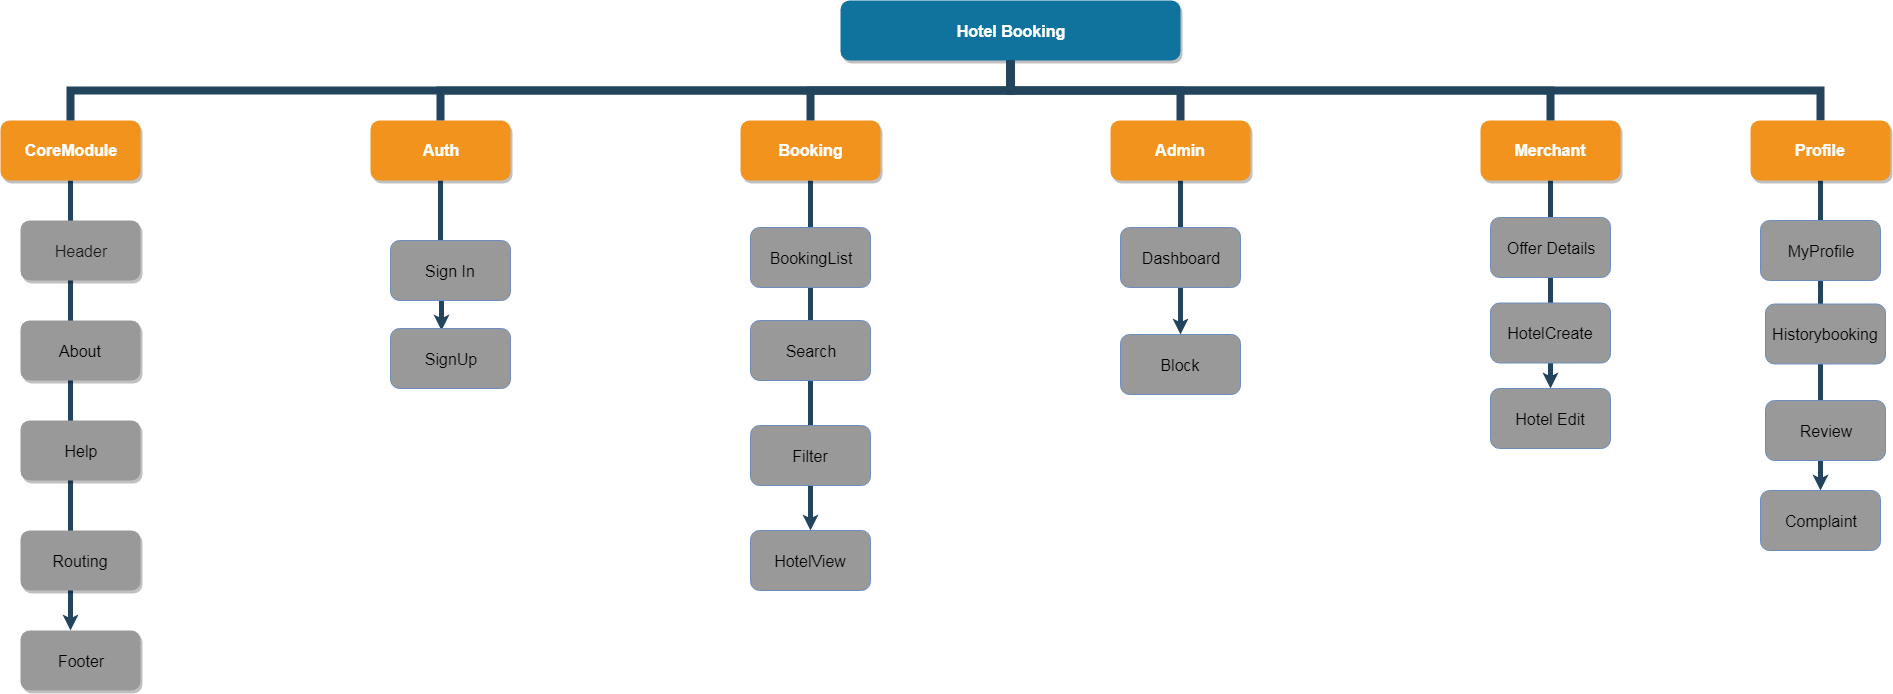 Hotel Booking
CoreModule
Auth
Booking
Admin
Merchant
Profile
Header
About
Help
Routing
Footer
Sign In
SignUp
BookingList
Search
Filter
HotelView
Dashboard
Block
Offer Details
HotelCreate
Hotel Edit
MyProfile
Historybooking
Review
Complaint